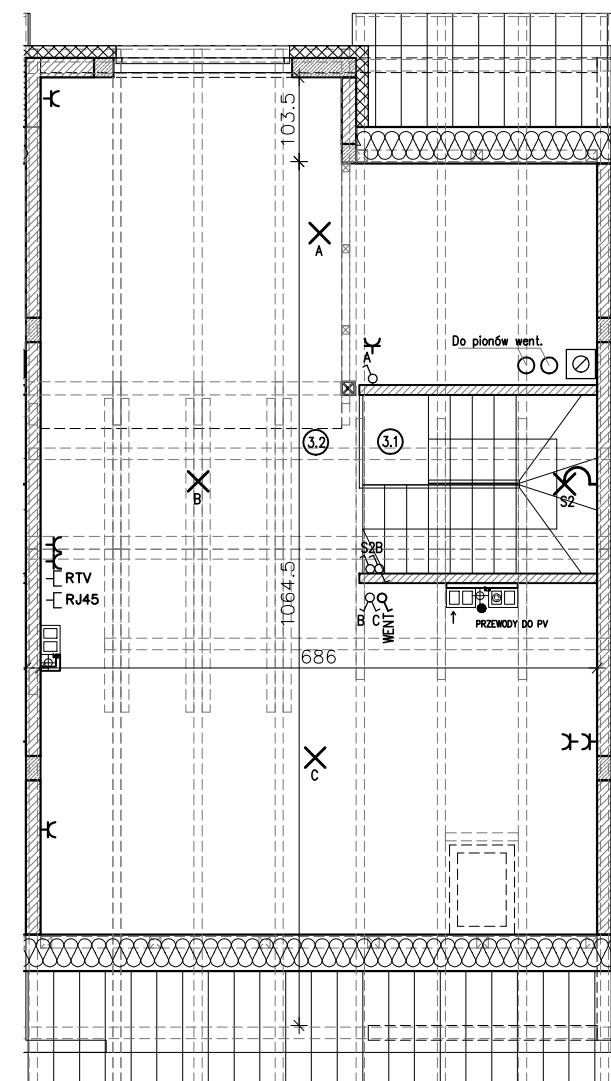 103.5
A
Do pionów went.
A
3.2
3.1
B
S2
S2B
RTV
1064.5
RJ45
B C
WENT
PRZEWODY DO PV
686
C